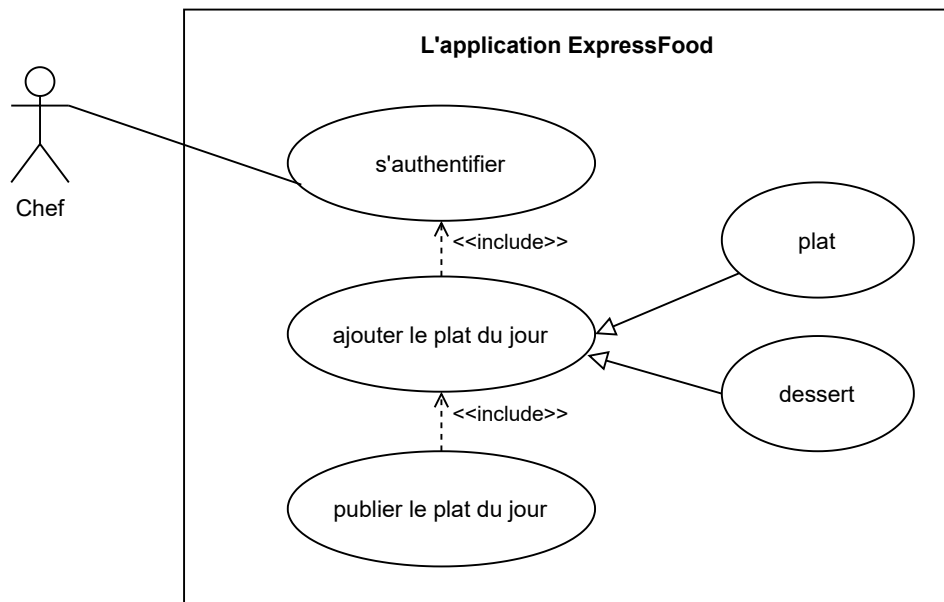 L'application ExpressFood
s'authentifier
Chef
<<include>>
plat
ajouter le plat du jour
dessert
<<include>>
publier le plat du jour